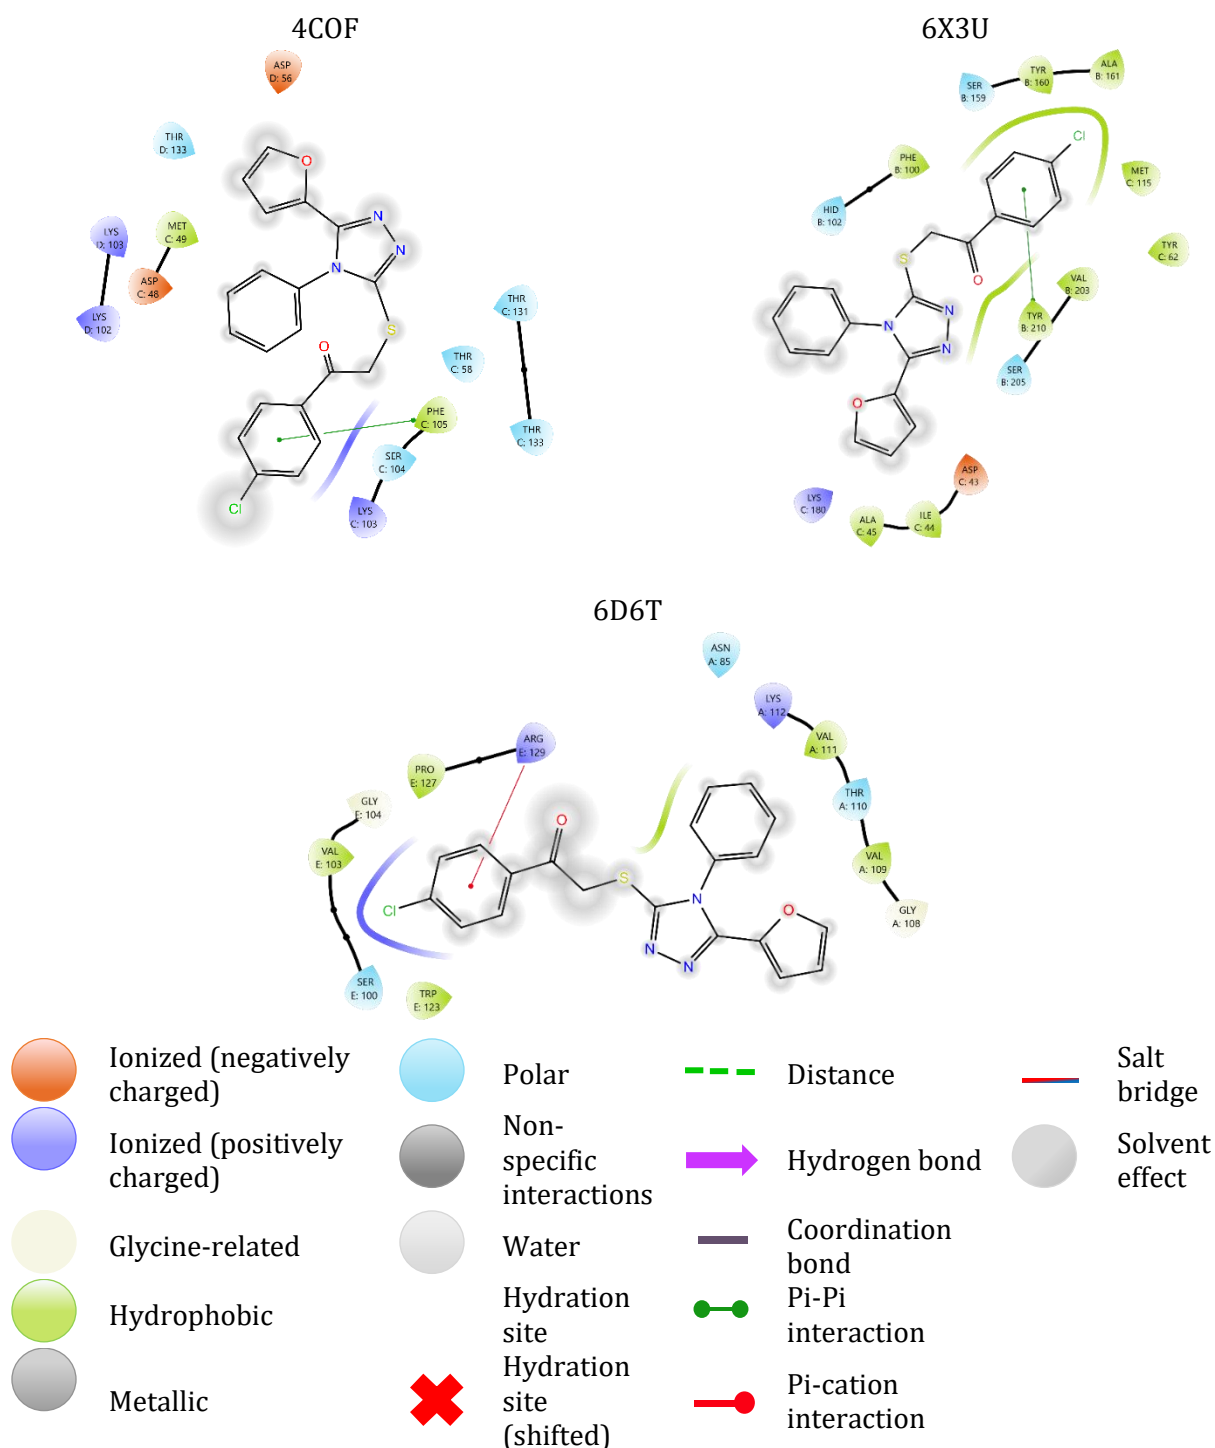 4COF
6X3U
ASP
D: 56
THR
D: 133
O
N
N
N
LYS
D: 103
MET
C: 49
ASP
C: 48
LYS
D: 102
S
O
THR
C: 131
THR
C: 58
PHE
C: 105
THR
C: 133
SER
C: 104
LYS
C: 103
Cl
SER
B: 159
TYR
B: 160
ALA
B: 161
Cl
PHE
B: 100
MET
C: 115
HID
B: 102
TYR
C: 62
S
O
VAL
B: 203
N
N
N
TYR
B: 210
SER
B: 205
O
ASP
C: 43
LYS
C: 180
ALA
C: 45
ILE
C: 44
6D6T
ASN
A: 85
LYS
A: 112
VAL
A: 111
ARG
E: 129
PRO
E: 127
THR
A: 110
GLY
E: 104
O
VAL
E: 103
VAL
A: 109
S
N
Cl
O
GLY
A: 108
N
N
SER
E: 100
TRP
E: 123
Ionized (negatively
charged)
Ionized (positively
charged)
Glycine-related
Hydrophobic
Metallic
Polar
Non-
specific
interactions
Water
Hydration
site
Hydration
site
(shifted)
Distance
Hydrogen bond
Coordination
bond
Pi-Pi
interaction
Pi-cation
interaction
Salt
bridge
Solvent
effect